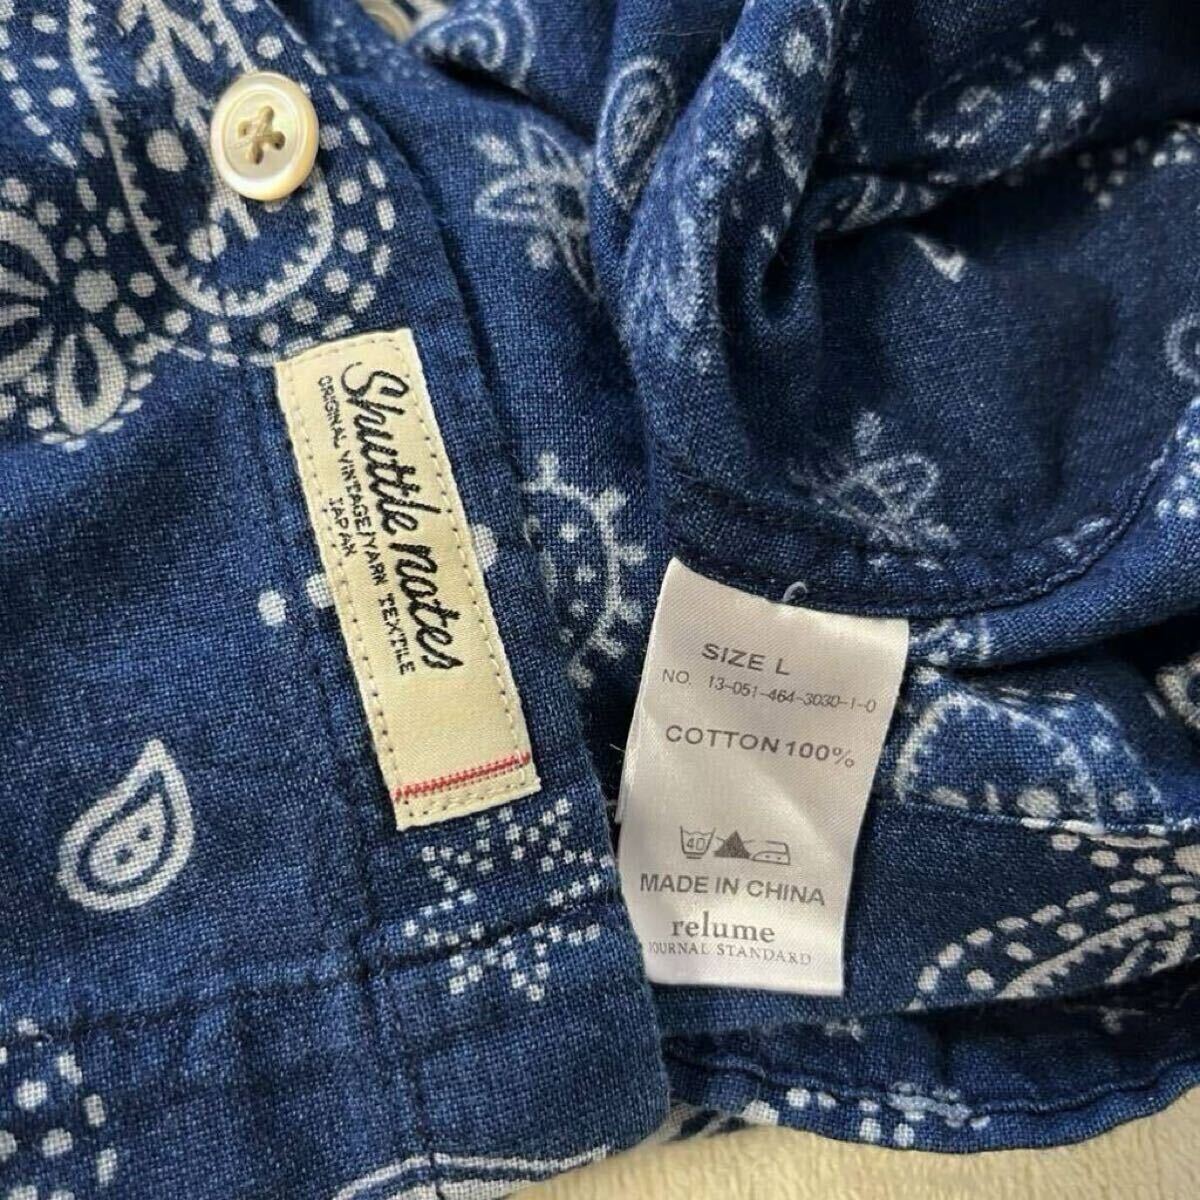 Shuttle notes
ORIGINAL VINTAGE/YARN TEXTILE
JAPAN
SIZE L
NO. 13-051-464-3030-1-0
COTTON 100%
40
MADE IN CHINA
relume
JOURNAL STANDARD